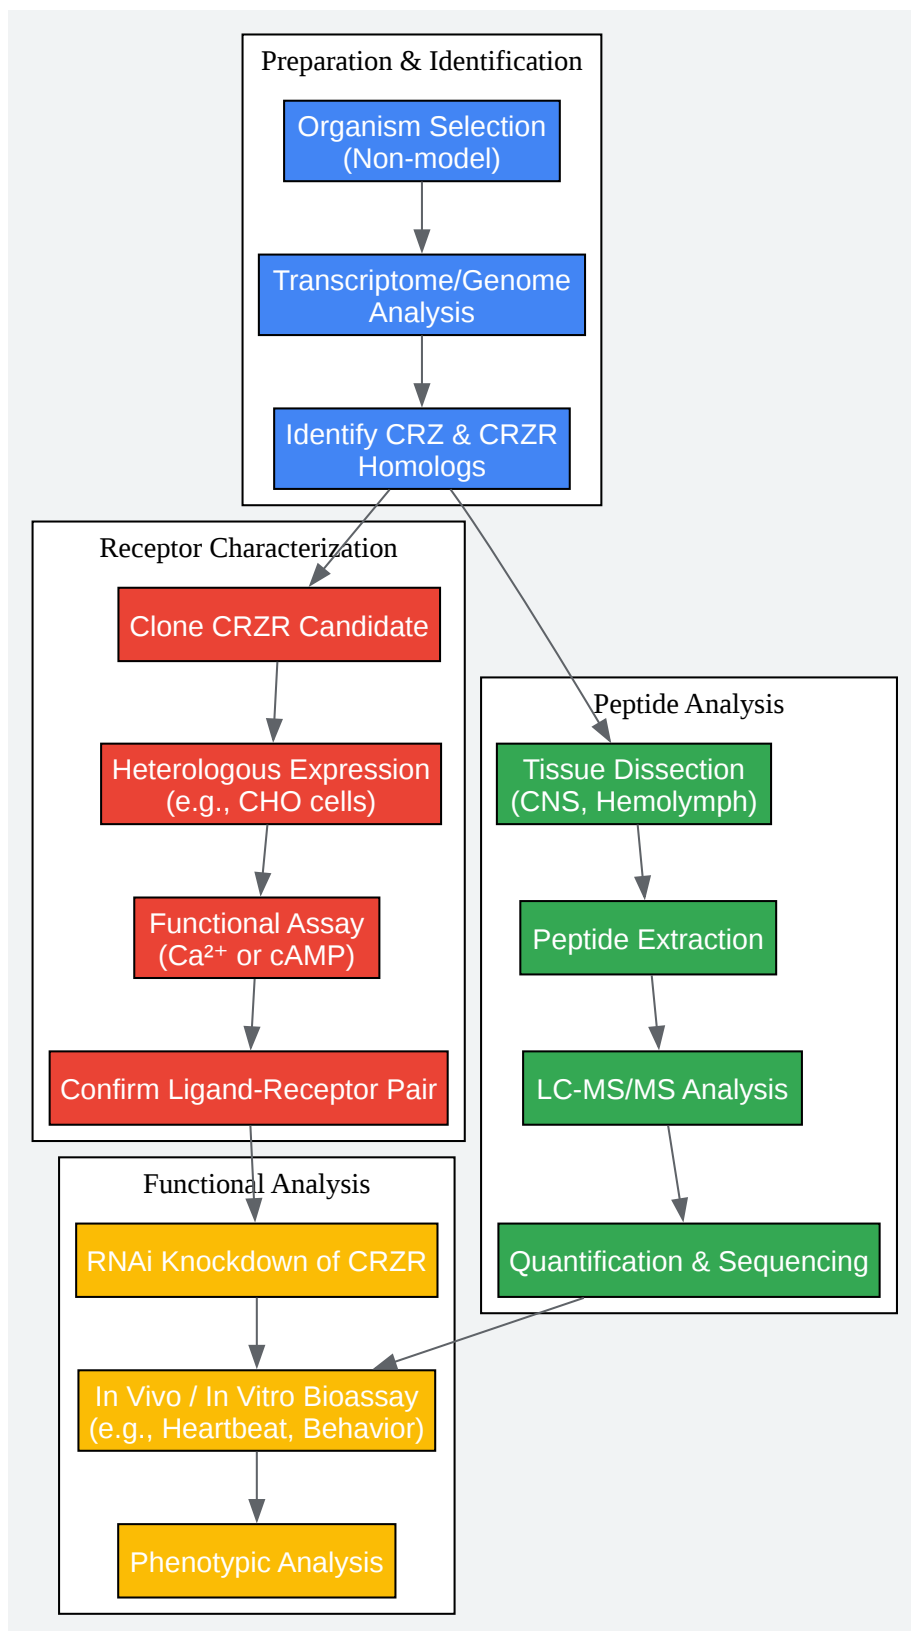 Preparation & Identification
Organism Selection
(Non-model)
Transcriptome/Genome
Analysis
Identify CRZ & CRZR
Homologs
Receptor Characterization
Clone CRZR Candidate
Heterologous Expression
(e.g., CHO cells)
Functional Assay
(Ca²⁺ or cAMP)
Confirm Ligand-Receptor Pair
Peptide Analysis
Tissue Dissection
(CNS, Hemolymph)
Peptide Extraction
LC-MS/MS Analysis
Quantification & Sequencing
Functional Analysis
RNAi Knockdown of CRZR
In Vivo / In Vitro Bioassay
(e.g., Heartbeat, Behavior)
Phenotypic Analysis